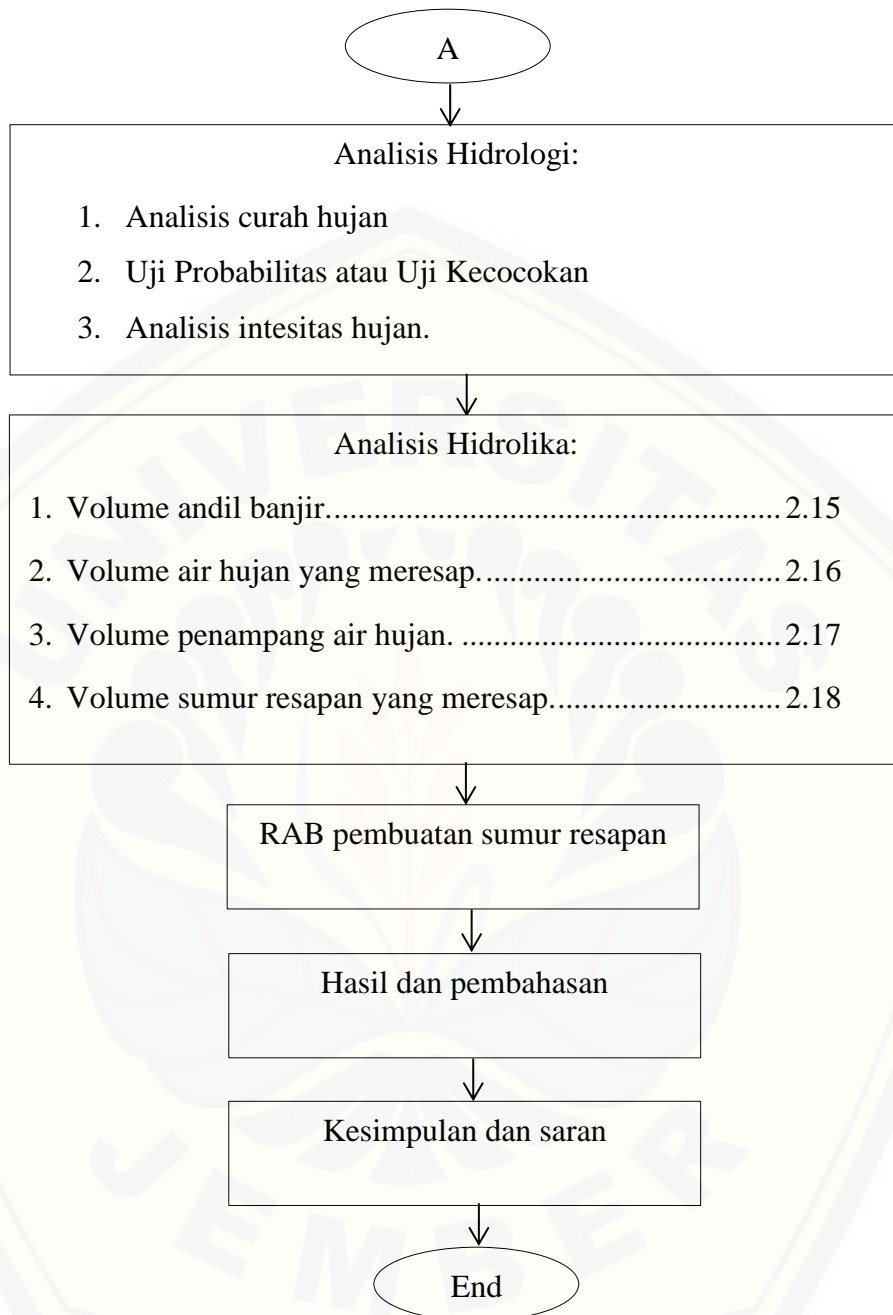 A
Analisis Hidrologi:
1. Analisis curah hujan
2. Uji Probabilitas atau Uji Kecocokan
3. Analisis intesitas hujan.
Analisis Hidrolika:
1. Volume andil banjir.......................................................2.15
2. Volume air hujan yang meresap....................................2.16
3. Volume penampang air hujan. ......................................2.17
4. Volume sumur resapan yang meresap...........................2.18
RAB pembuatan sumur resapan
Hasil dan pembahasan
Kesimpulan dan saran
End
UNIVERSITAS
JEMBER